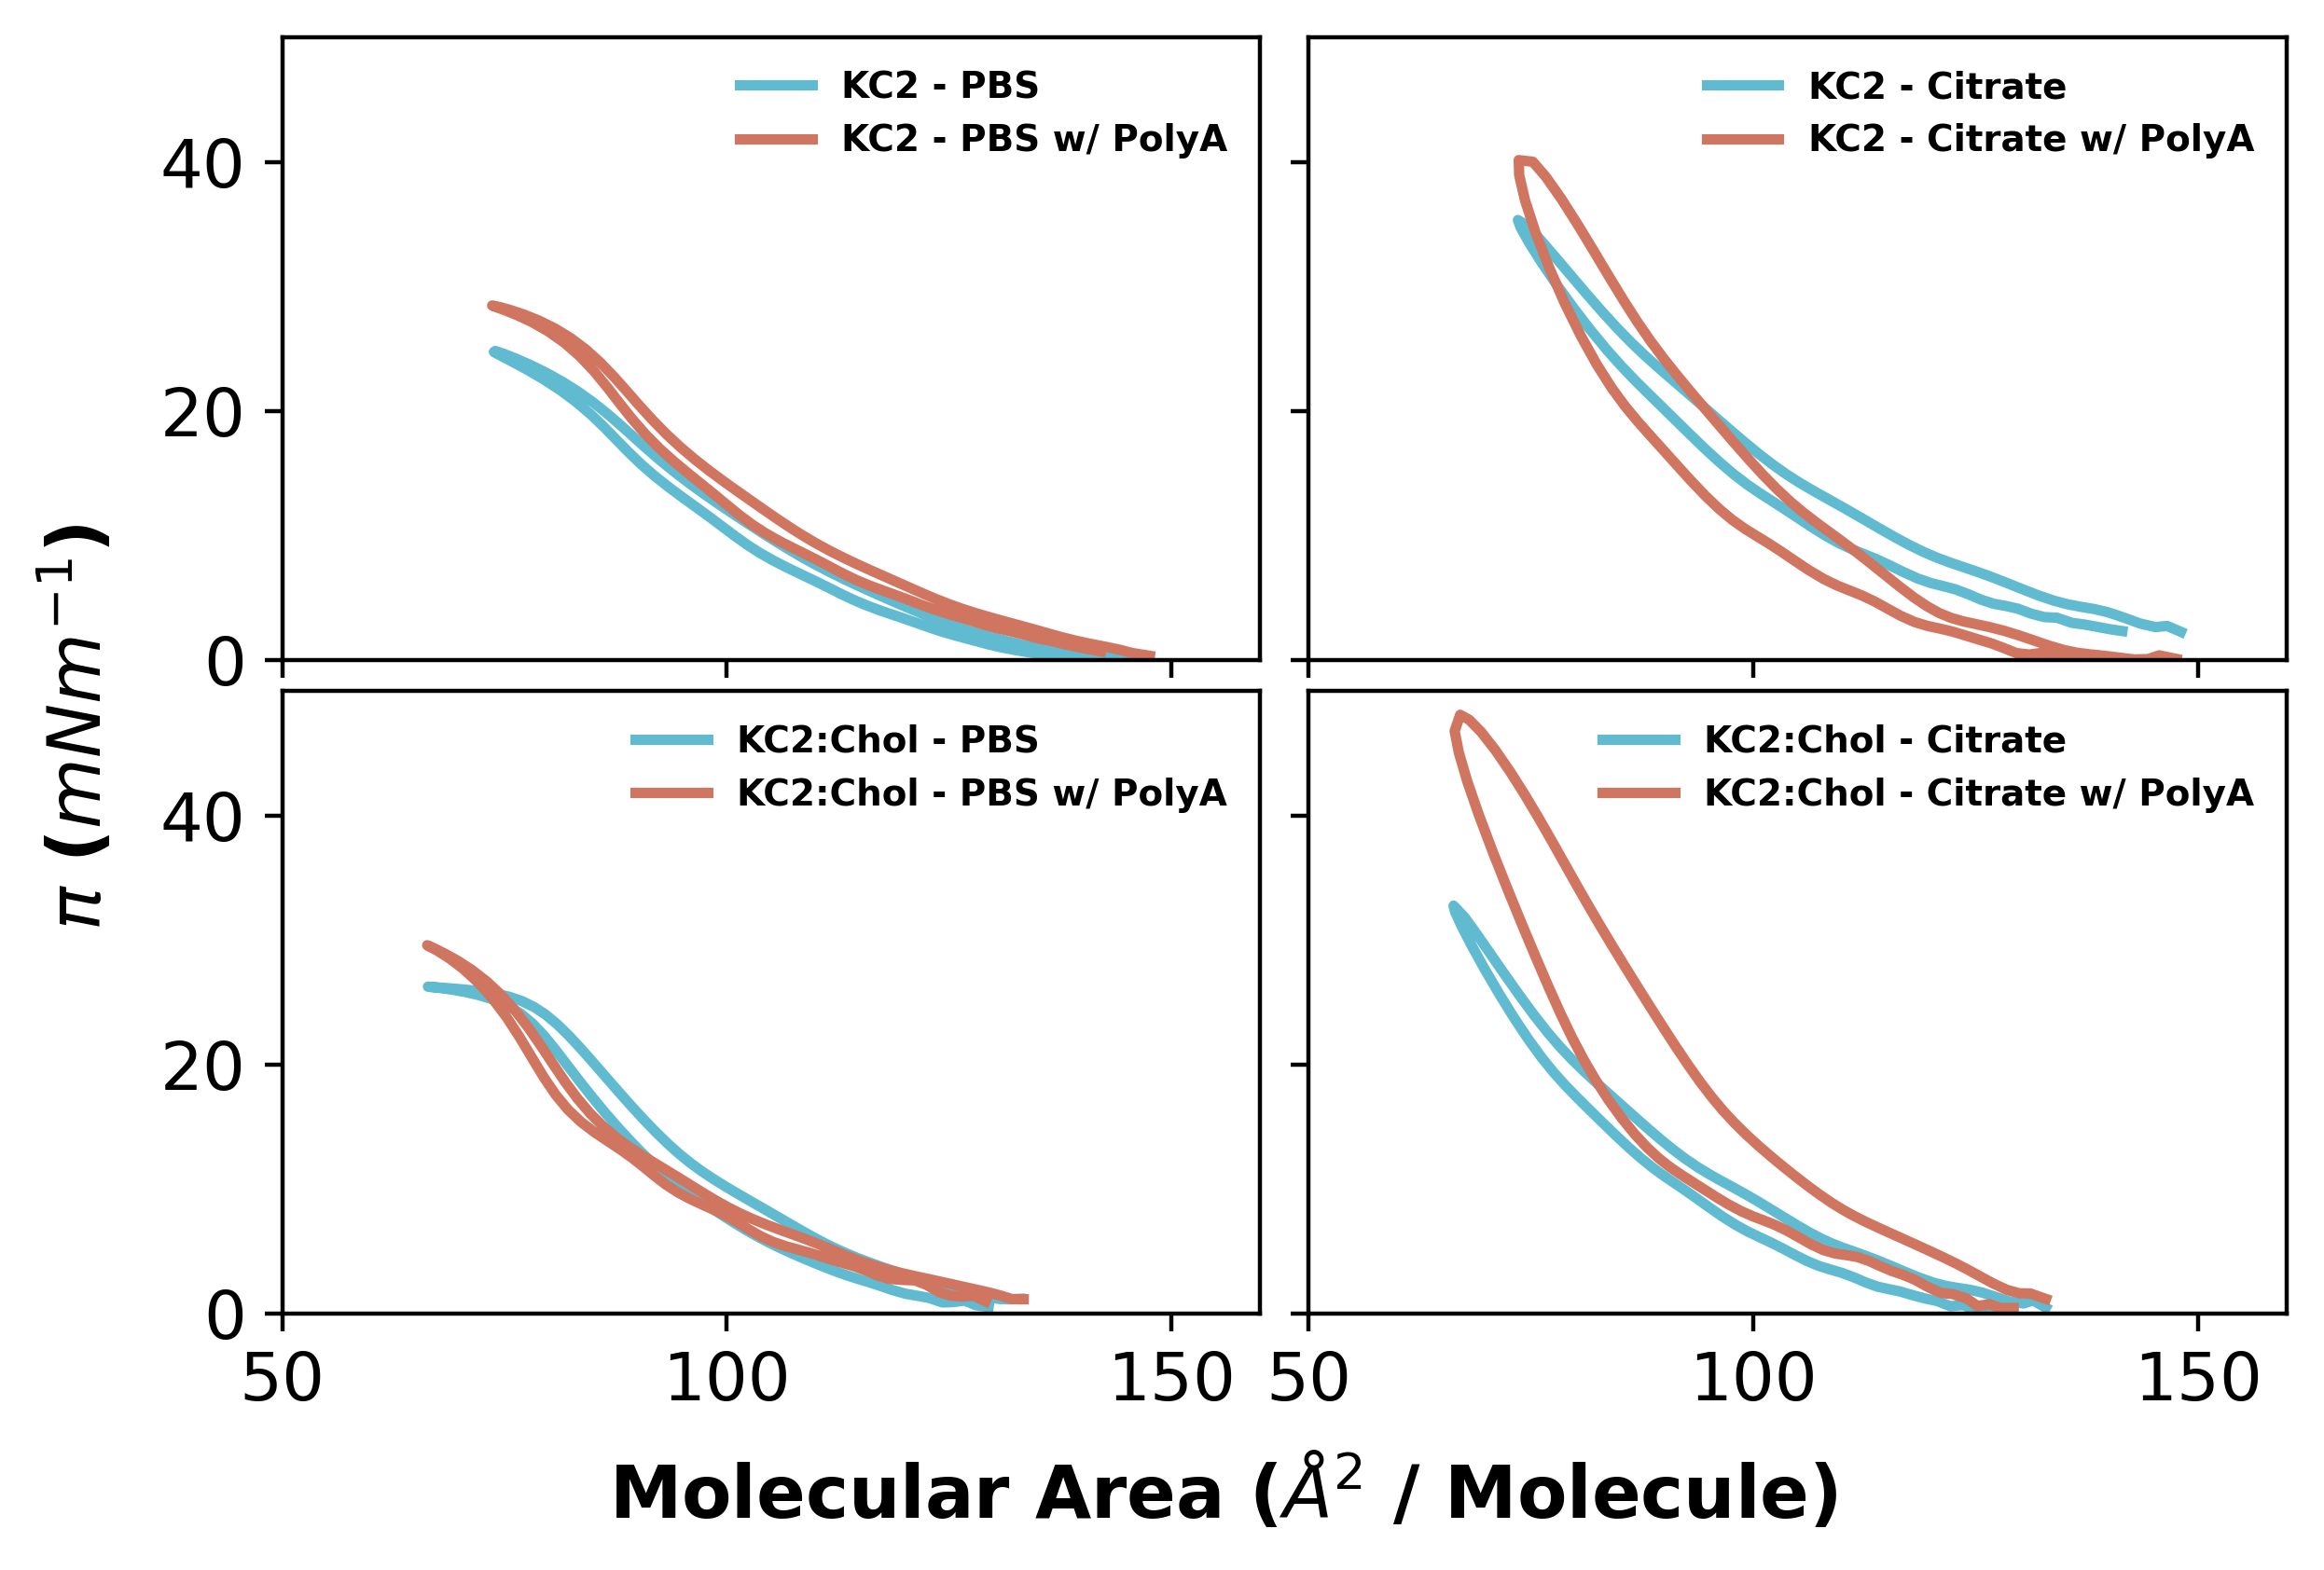 KC2 - PBS
KC2 - PBS w/ PolyA
KC2 - Citrate
KC2 - Citrate w/ PolyA
40
20
0
KC2:Chol - PBS
KC2:Chol - PBS w/ PolyA
KC2:Chol - Citrate
KC2:Chol - Citrate w/ PolyA
40
20
0
50
100
150
50
100
150
π (mNm⁻¹)
Molecular Area (Å² / Molecule)